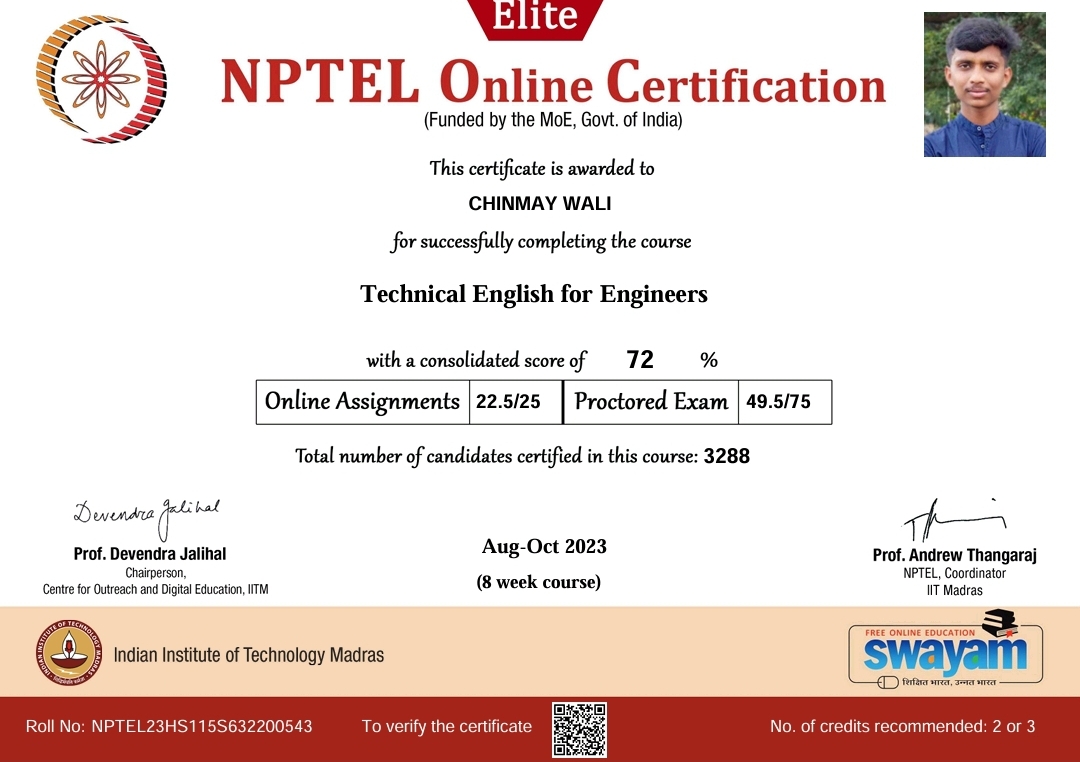 Elite
NPTEL Online Certification
(Funded by the MoE, Govt. of India)
This certificate is awarded to
CHINMAY WALI
for successfully completing the course
Technical English for Engineers
with a consolidated score of 72 %
Online Assignments 22.5/25 Proctored Exam 49.5/75
Total number of candidates certified in this course: 3288
Devendra Jalihal
Prof. Devendra Jalihal
Chairperson,
Centre for Outreach and Digital Education, IITM
Aug-Oct 2023
(8 week course)
Prof. Andrew Thangaraj
NPTEL, Coordinator
IIT Madras
INDIAN INSTITUTE OF TECHNOLOGY MADRAS
Indian Institute of Technology Madras
FREE ONLINE EDUCATION
swayam
शिक्षित भारत, उन्नत भारत
Roll No: NPTEL23HS115S632200543
To verify the certificate
No. of credits recommended: 2 or 3